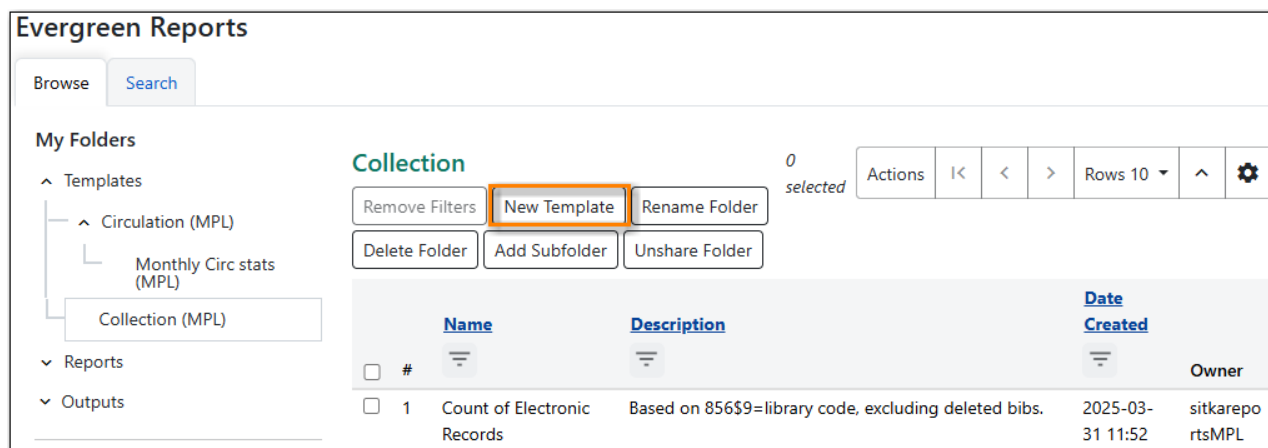 Evergreen Reports
Browse
Search
My Folders
Templates
Circulation (MPL)
Monthly Circ stats
(MPL)
Collection (MPL)
Reports
Outputs
Collection
0
selected
Actions
Rows 10
Remove Filters
New Template
Rename Folder
Delete Folder
Add Subfolder
Unshare Folder
#
Name
Description
Date
Created
Owner
1
Count of Electronic
Records
Based on 856$9=library code, excluding deleted bibs.
2025-03-
31 11:52
sitkarepo
rtsMPL